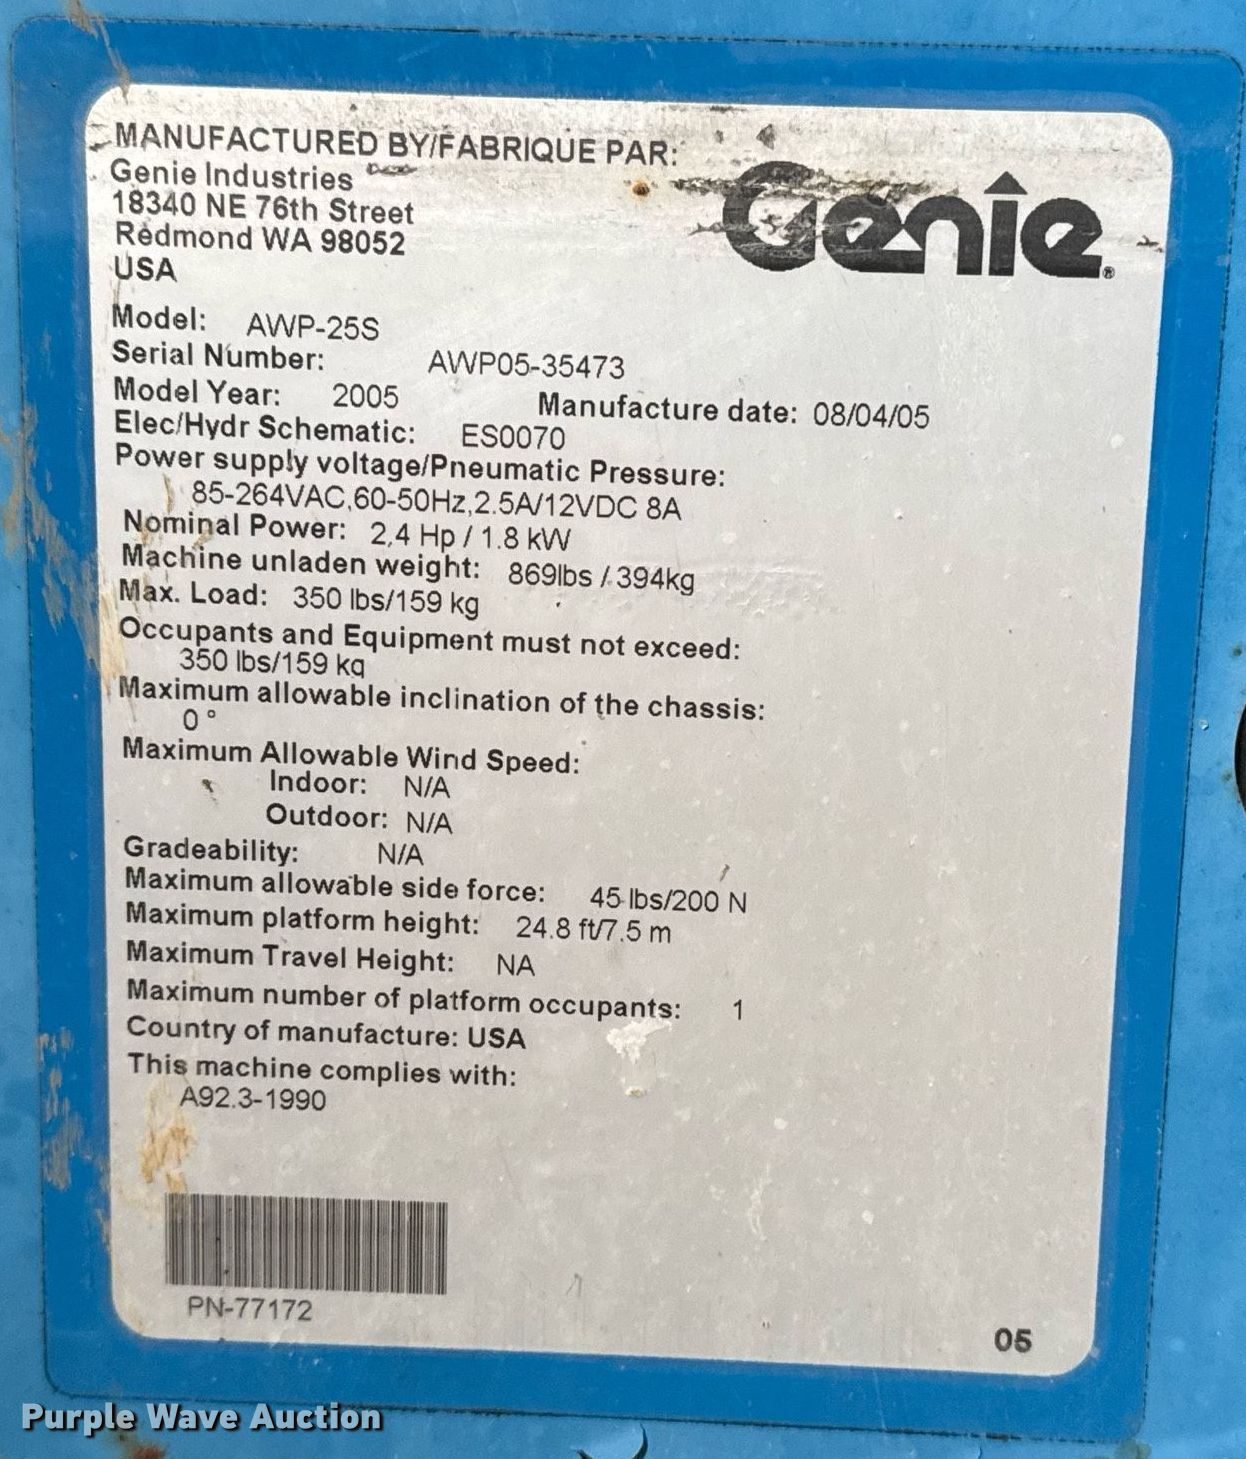 MANUFACTURED BY/FABRIQUE PAR:
Genie Industries
18340 NE 76th Street
Redmond WA 98052
USA
Genie®
Model: AWP-25S
Serial Number: AWP05-35473
Model Year: 2005 Manufacture date: 08/04/05
Elec/Hydr Schematic: ES0070
Power supply voltage/Pneumatic Pressure:
85-264VAC,60-50Hz,2.5A/12VDC 8A
Nominal Power: 2,4 Hp / 1.8 kW
Machine unladen weight: 869lbs / 394kg
Max. Load: 350 lbs/159 kg
Occupants and Equipment must not exceed:
350 lbs/159 kg
Maximum allowable inclination of the chassis:
0°
Maximum Allowable Wind Speed:
Indoor: N/A
Outdoor: N/A
Gradeability: N/A
Maximum allowable side force: 45 lbs/200 N
Maximum platform height: 24.8 ft/7.5 m
Maximum Travel Height: NA
Maximum number of platform occupants: 1
Country of manufacture: USA
This machine complies with:
A92.3-1990
PN-77172
05
Purple Wave Auction